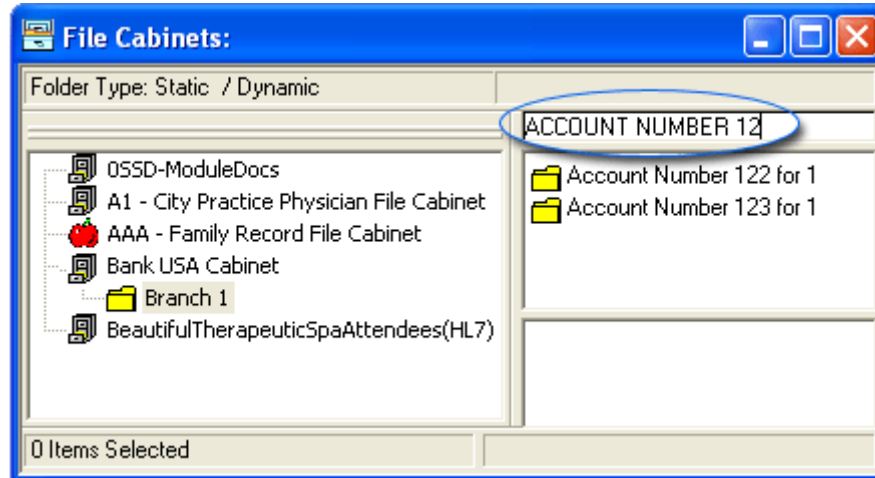 File Cabinets:
Folder Type: Static / Dynamic
ACCOUNT NUMBER 12
0SSD-ModuleDocs
A1 - City Practice Physician File Cabinet
AAA - Family Record File Cabinet
Bank USA Cabinet
Branch 1
BeautifulTherapeuticSpaAttendees(HL7)
Account Number 122 for 1
Account Number 123 for 1
0 Items Selected